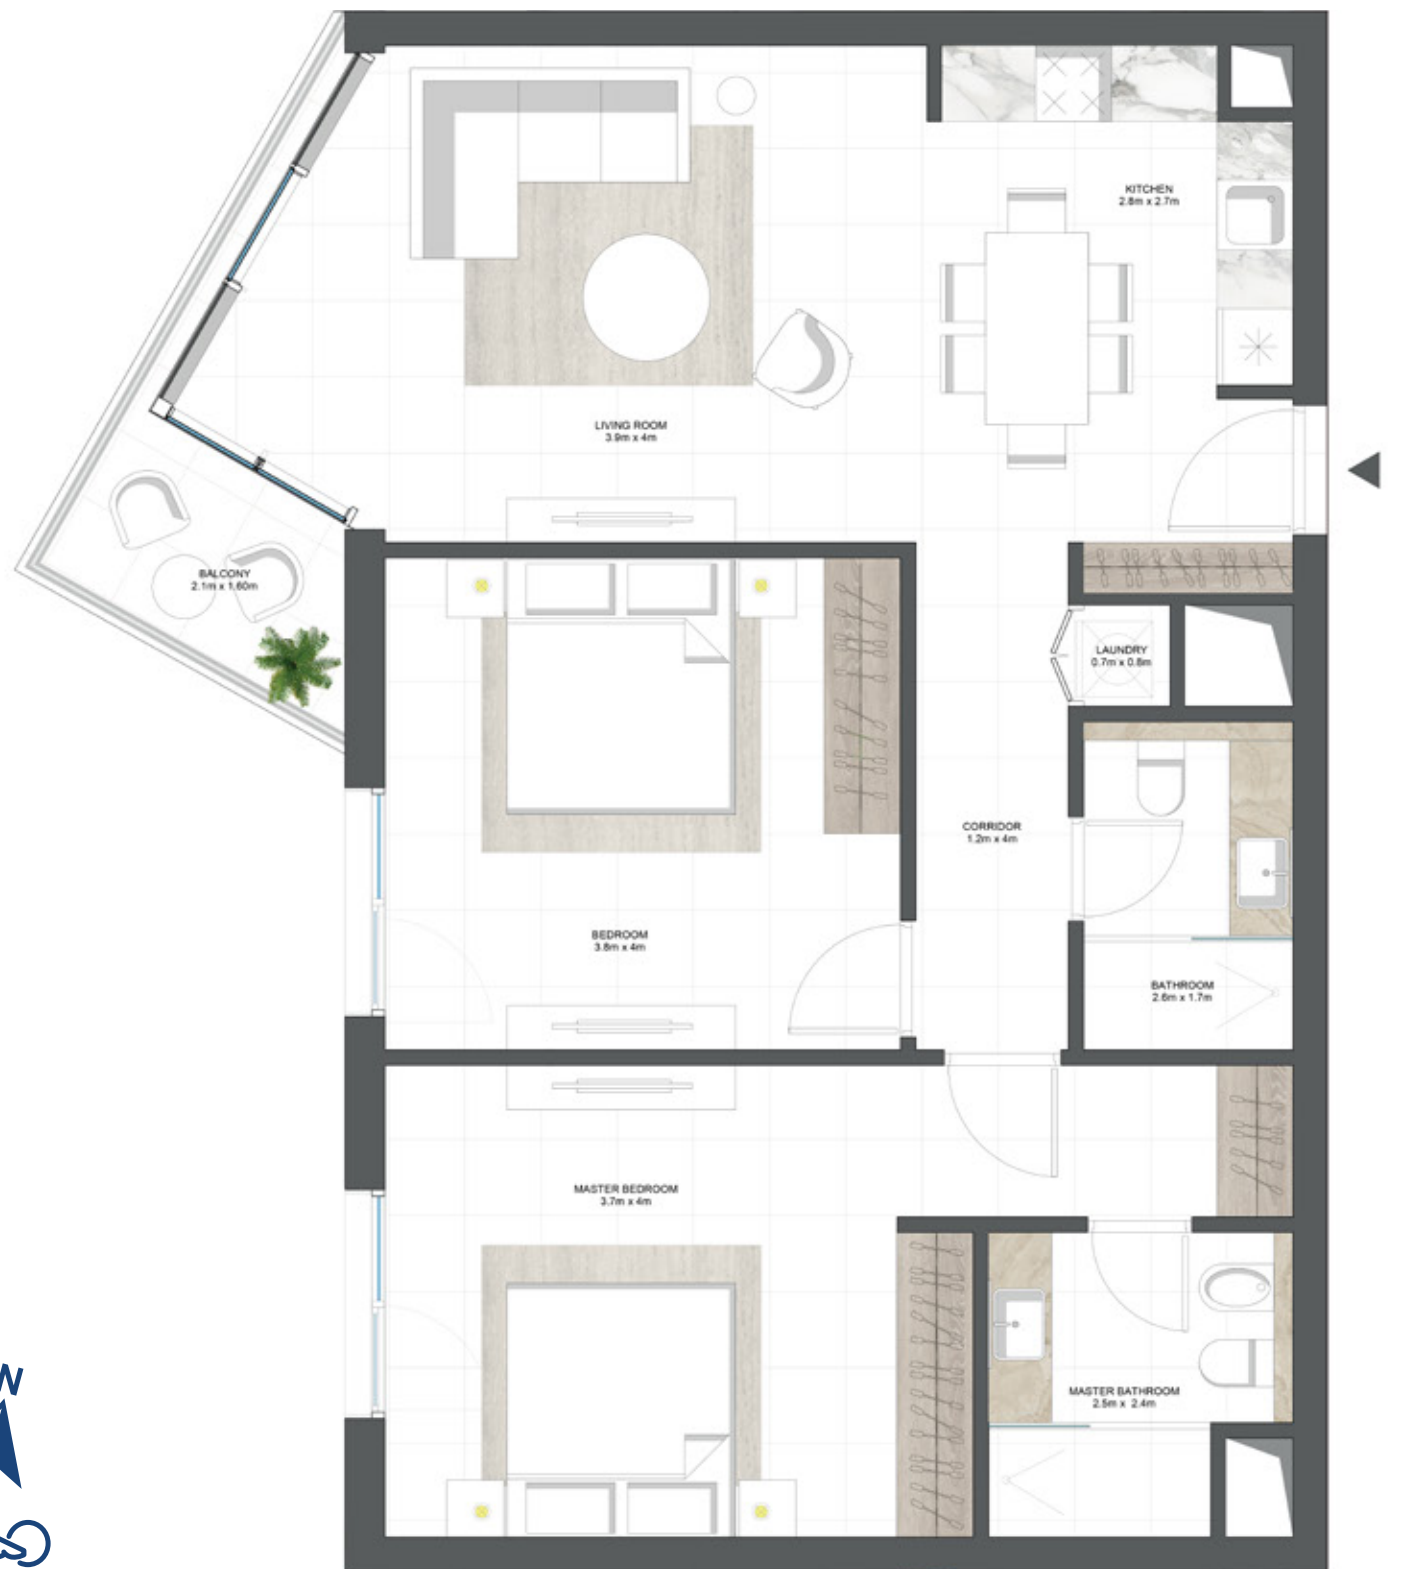 KITCHEN
2.8m x 2.7m
LIVING ROOM
3.9m x 4m
BALCONY
2.1m x 1.60m
LAUNDRY
0.7m x 0.8m
CORRIDOR
1.2m x 4m
BEDROOM
3.8m x 4m
BATHROOM
2.6m x 1.7m
MASTER BEDROOM
3.7m x 4m
MASTER BATHROOM
2.5m x 2.4m